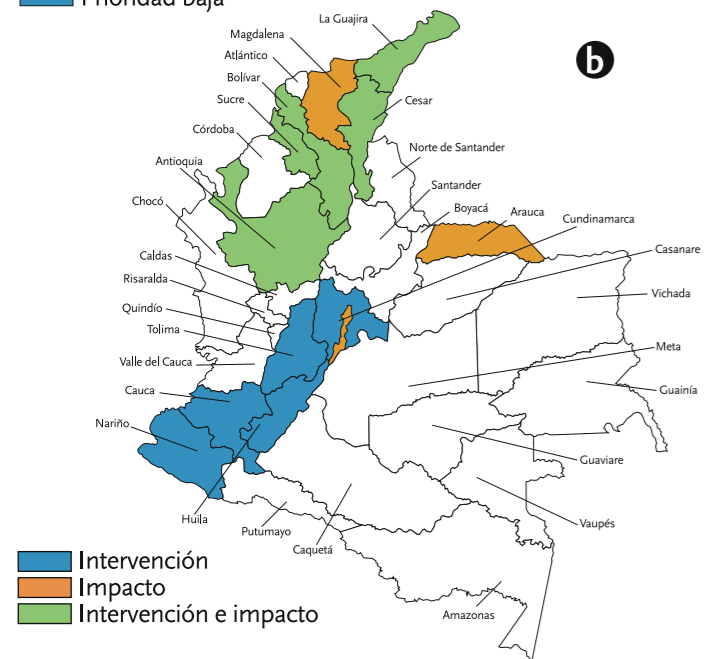 Prioridad Baja
La Guajira
Magdalena
Atlántico
Bolívar
Sucre
Córdoba
Antioquia
Chocó
Caldas
Risaralda
Quindío
Tolima
Valle del Cauca
Cauca
Nariño
b
Cesar
Norte de Santander
Santander
Boyacá
Arauca
Cundinamarca
Casanare
Vichada
Meta
Guainía
Guaviare
Vaupés
Huila
Putumayo
Caquetá
Amazonas
Intervención
Impacto
Intervención e impacto